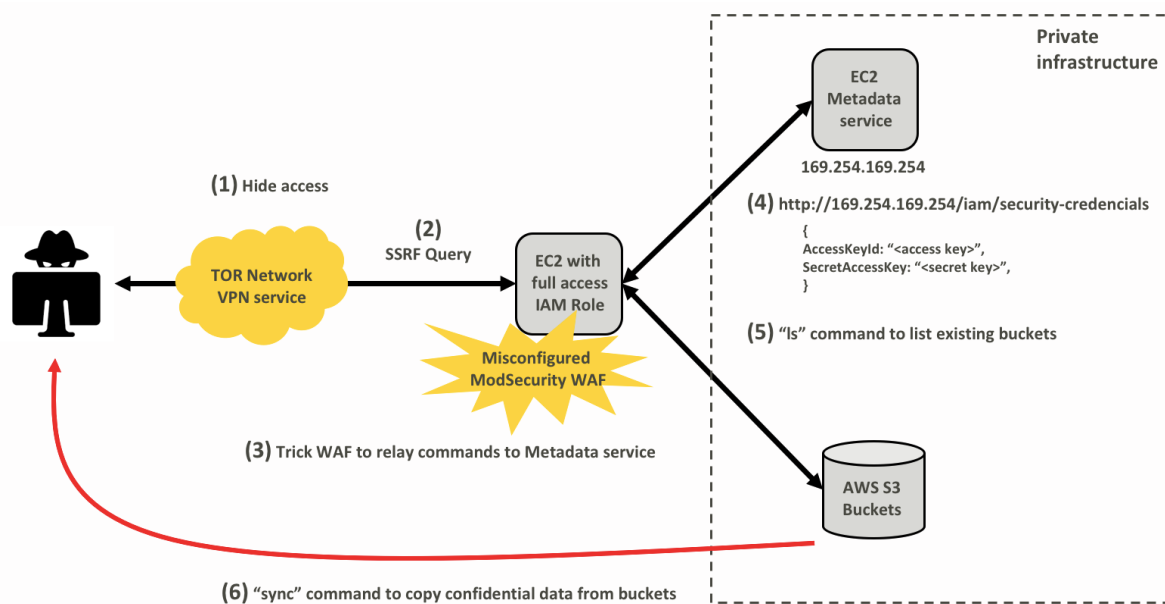 Private
infrastructure
EC2
Metadata
service
169.254.169.254
(1) Hide access
(2)
SSRF Query
TOR Network
VPN service
EC2 with
full access
IAM Role
Misconfigured
ModSecurity WAF
(3) Trick WAF to relay commands to Metadata service
(4) http://169.254.169.254/iam/security-credencials
{
AccessKeyId: “<access key>”,
SecretAccessKey: “<secret key>”,
}
(5) “ls” command to list existing buckets
AWS S3
Buckets
(6) “sync” command to copy confidential data from buckets